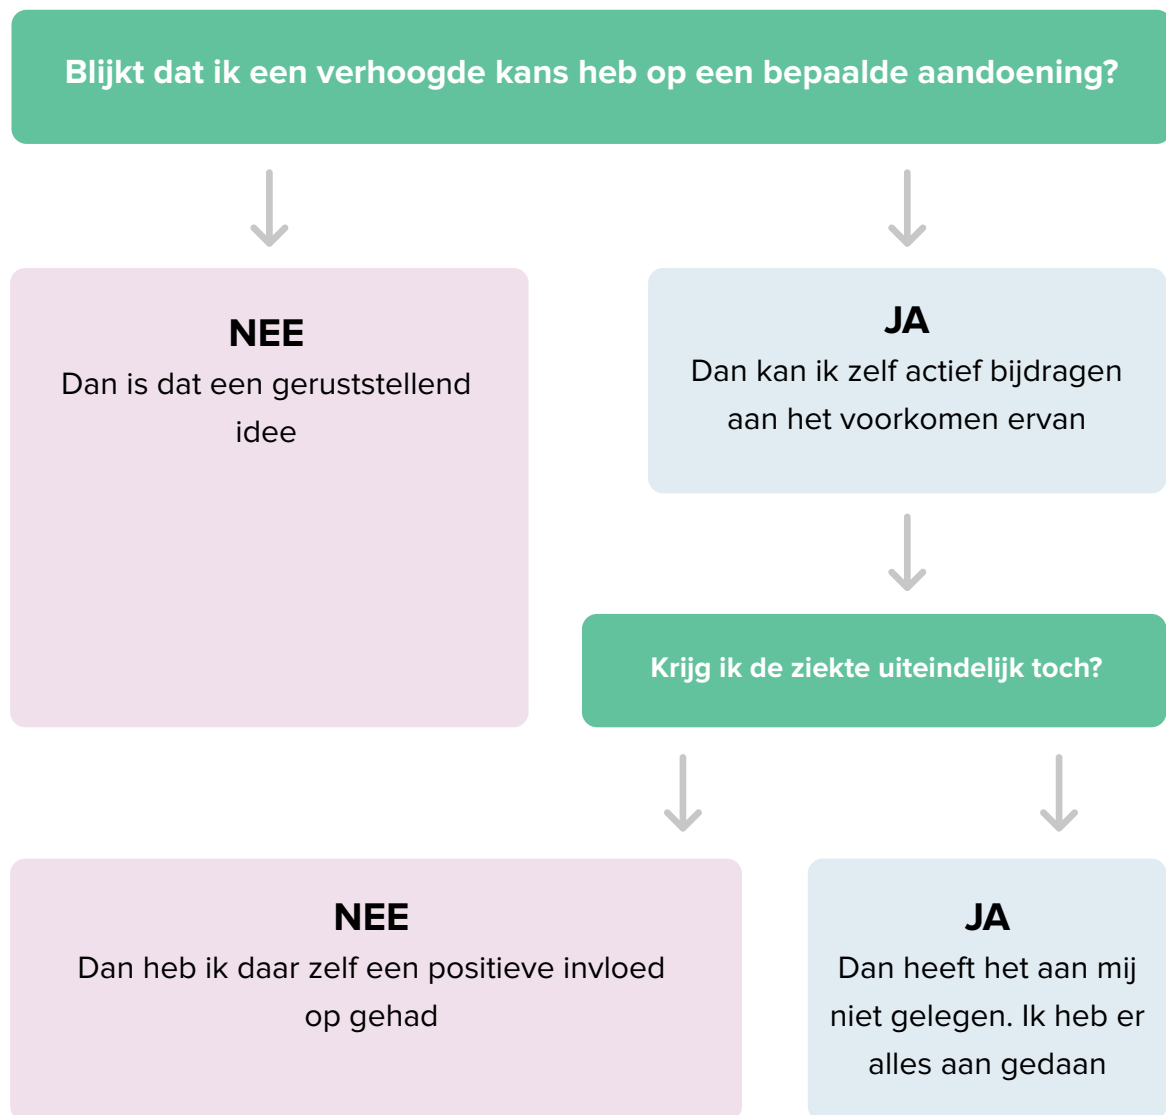 Blijkt dat ik een verhoogde kans heb op een bepaalde aandoening?
NEE
Dan is dat een geruststellend
idee
JA
Dan kan ik zelf actief bijdragen
aan het voorkomen ervan
Krijg ik de ziekte uiteindelijk toch?
NEE
Dan heb ik daar zelf een positieve invloed
op gehad
JA
Dan heeft het aan mij
niet gelegen. Ik heb er
alles aan gedaan